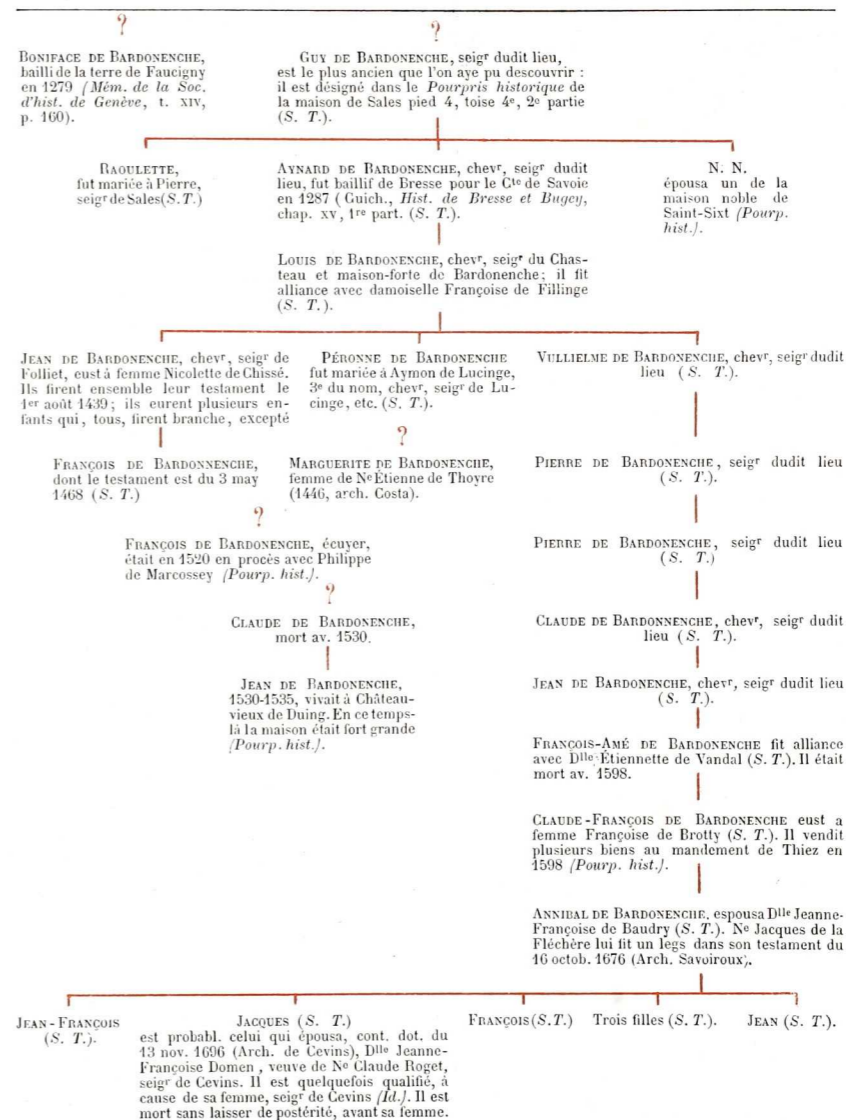 ?
BONIFACE DE BARDONENCHE,
bailli de la terre de Faucigny
en 1279 (Mém. de la Soc.
d'hist. de Genève, t. XIV,
p. 160).
?
GUY DE BARDONENCHE, seigr dudit lieu,
est le plus ancien que l'on aye pu descouvrir :
il est désigné dans le Pourpris historique de
la maison de Sales pied 4, toise 4e, 2e partie
(S. T.).
RAOULETTE,
fut mariée à Pierre,
seigr de Sales (S. T.)
AYNARD DE BARDONENCHE, chevr, seigr dudit
lieu, fut baillif de Bresse pour le Cte de Savoie
en 1287 (Guich., Hist. de Bresse et Bugey,
chap. XV, 1re part. (S. T.).
N. N.
épousa un de la
maison noble de
Saint-Sixt (Pourp.
hist.).
LOUIS DE BARDONENCHE, chevr, seigr du Chas-
teau et maison-forte de Bardonenche; il fit
alliance avec damoiselle Françoise de Fillinge
(S. T.).
JEAN DE BARDONENCHE, chevr, seigr de
Folliet, eust à femme Nicolette de Chissé.
Ils firent ensemble leur testament le
1er août 1439; ils eurent plusieurs en-
fants qui, tous, firent branche, excepté
PÉRONNE DE BARDONENCHE
fut mariée à Aymon de Lucinge,
3e du nom, chevr, seigr de Lu-
cinge, etc. (S. T.).
VULLIELME DE BARDONENCHE, chevr, seigr dudit
lieu (S. T.).
FRANÇOIS DE BARDONNENCHE,
dont le testament est du 3 may
1468 (S. T.)
?
MARGUERITE DE BARDONENCHE,
femme de Ne Étienne de Thoyre
(1446, arch. Costa).
PIERRE DE BARDONENCHE, seigr dudit lieu
(S. T.).
?
FRANÇOIS DE BARDONENCHE, écuyer,
était en 1520 en procès avec Philippe
de Marcossey (Pourp. hist.).
PIERRE DE BARDONENCHE, seigr dudit lieu
(S. T.)
?
CLAUDE DE BARDONENCHE,
mort av. 1530.
CLAUDE DE BARDONNENCHE, chevr, seigr dudit
lieu (S. T.).
JEAN DE BARDONENCHE,
1530-1535, vivait à Château-
vieux de Duing. En ce temps-
là la maison était fort grande
(Pourp. hist.).
JEAN DE BARDONENCHE, chevr, seigr dudit lieu
(S. T.).
FRANÇOIS-AMÉ DE BARDONENCHE fit alliance
avec Dlle Étiennette de Vandal (S. T.). Il était
mort av. 1598.
CLAUDE-FRANÇOIS DE BARDONENCHE eust a
femme Françoise de Brotty (S. T.). Il vendit
plusieurs biens au mandement de Thiez en
1598 (Pourp. hist.).
ANNIBAL DE BARDONENCHE, espousa Dlle Jeanne-
Françoise de Baudry (S. T.). Ne Jacques de la
Fléchère lui fit un legs dans son testament du
16 octob. 1676 (Arch. Savoiroux).
JEAN-FRANÇOIS
(S. T.).
JACQUES (S. T.)
est probabl. celui qui épousa, cont. dot. du
13 nov. 1696 (Arch. de Cevins), Dlle Jeanne-
Françoise Domen, veuve de Ne Claude Roget,
seigr de Cevins. Il est quelquefois qualifié, à
cause de sa femme, seigr de Cevins (Id.). Il est
mort sans laisser de postérité, avant sa femme.
FRANÇOIS (S. T.)
Trois filles (S. T.).
JEAN (S. T.).